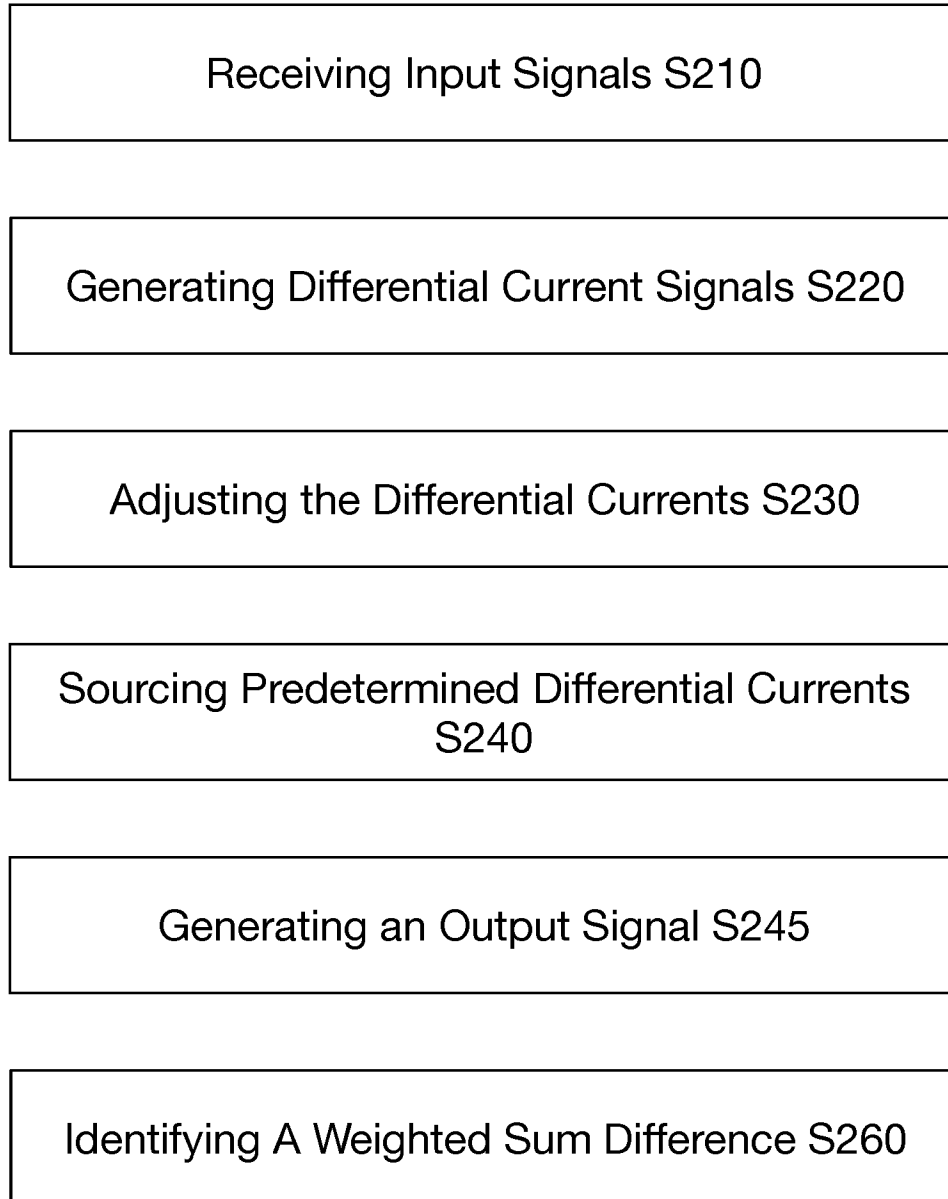 Receiving Input Signals S210
Generating Differential Current Signals S220
Adjusting the Differential Currents S230
Sourcing Predetermined Differential Currents
S240
Generating an Output Signal S245
Identifying A Weighted Sum Difference S260